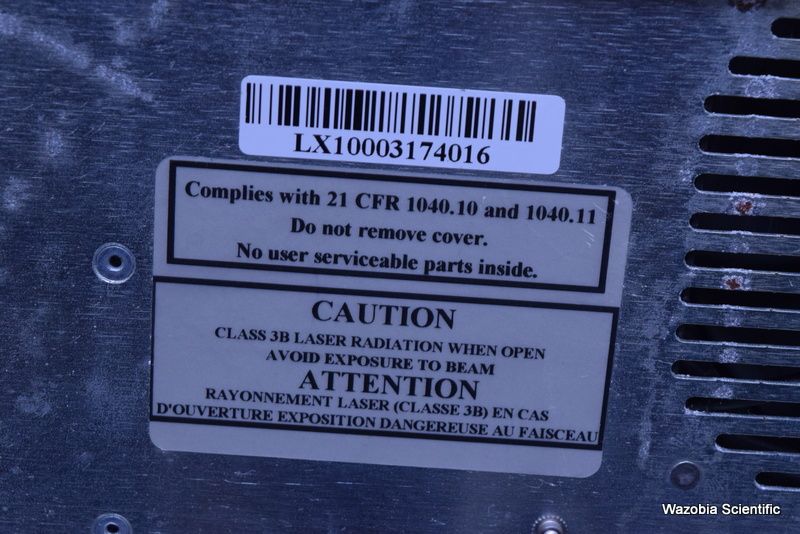 LX10003174016
Complies with 21 CFR 1040.10 and 1040.11
Do not remove cover.
No user serviceable parts inside.
CAUTION
CLASS 3B LASER RADIATION WHEN OPEN
AVOID EXPOSURE TO BEAM
ATTENTION
RAYONNEMENT LASER (CLASSE 3B) EN CAS
D'OUVERTURE EXPOSITION DANGEREUSE AU FAISCEAU
Wazobia Scientific